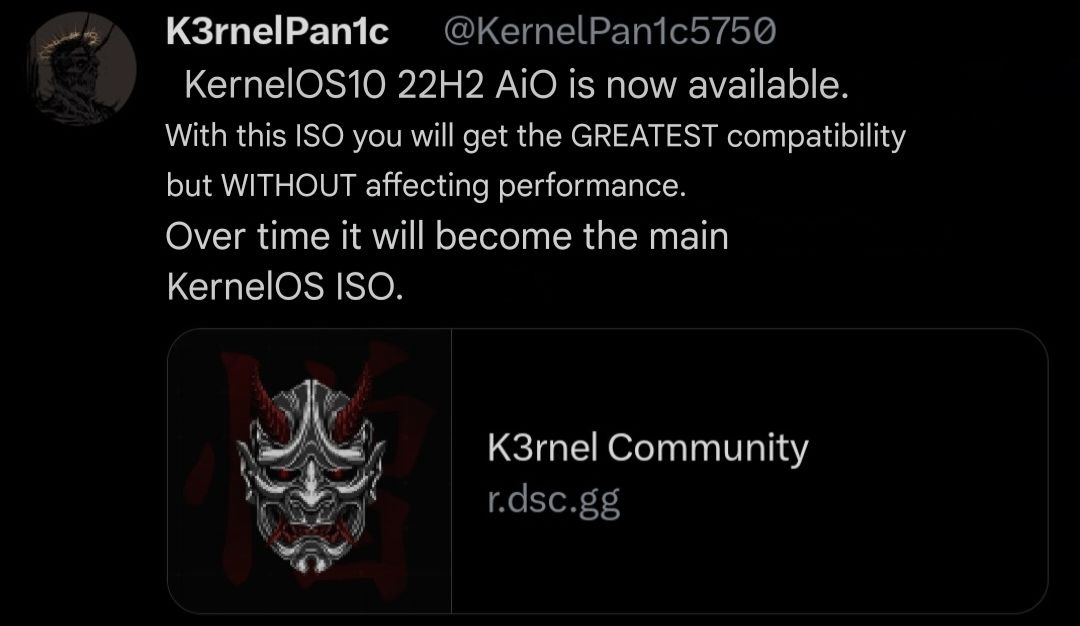 K3rnelPan1c @KernelPan1c5750
KernelOS10 22H2 AiO is now available.
With this ISO you will get the GREATEST compatibility
but WITHOUT affecting performance.
Over time it will become the main
KernelOS ISO.
K3rnel Community
r.dsc.gg